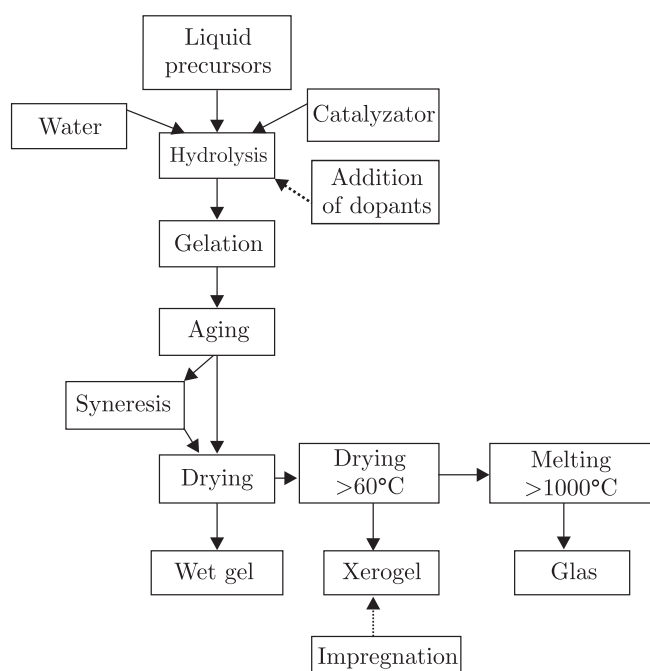 Liquid
precursors
Water
Catalyzator
Hydrolysis
Addition
of dopants
Gelation
Aging
Syneresis
Drying
Drying
>60°C
Melting
>1000°C
Wet gel
Xerogel
Glas
Impregnation